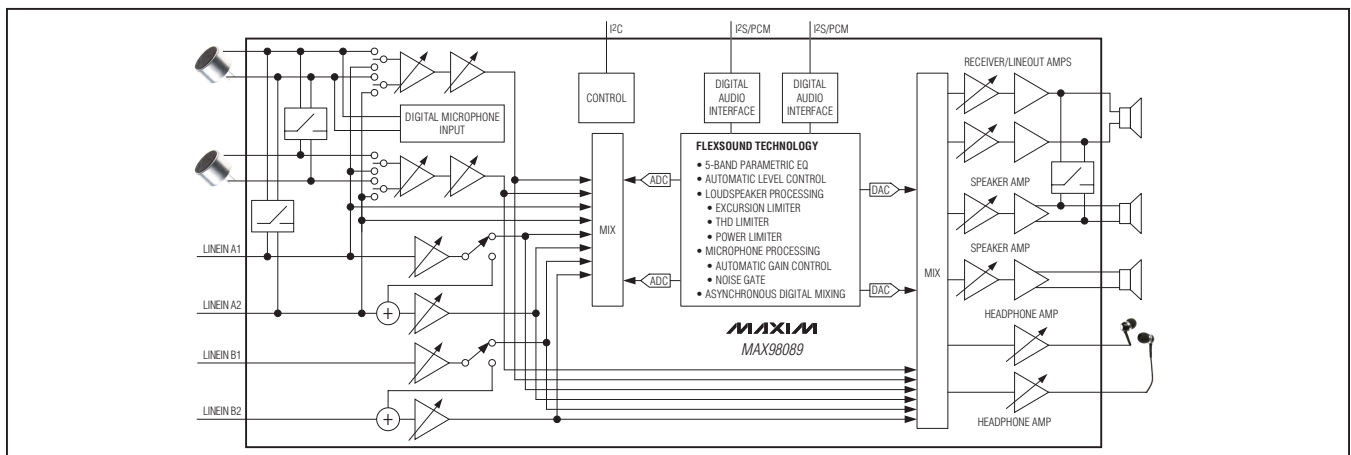 I2C
I2S/PCM
I2S/PCM
RECEIVER/LINEOUT AMPS
CONTROL
DIGITAL
AUDIO
INTERFACE
DIGITAL
AUDIO
INTERFACE
DIGITAL MICROPHONE
INPUT
FLEXSOUND TECHNOLOGY
• 5-BAND PARAMETRIC EQ
• AUTOMATIC LEVEL CONTROL
• LOUDSPEAKER PROCESSING
• EXCURSION LIMITER
• THD LIMITER
• POWER LIMITER
• MICROPHONE PROCESSING
• AUTOMATIC GAIN CONTROL
• NOISE GATE
• ASYNCHRONOUS DIGITAL MIXING
ADC
DAC
SPEAKER AMP
MIX
LINEIN A1
SPEAKER AMP
MIX
ADC
DAC
LINEIN A2
+
MAXIM
MAX98089
HEADPHONE AMP
LINEIN B1
LINEIN B2
+
HEADPHONE AMP